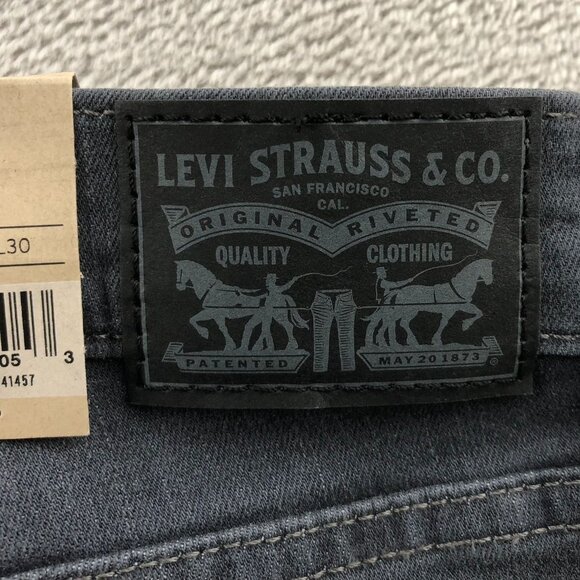 LEVI STRAUSS & CO.
SAN FRANCISCO
CAL.
ORIGINAL RIVETED
QUALITY CLOTHING
PATENTED MAY 20 1873
L30
05 3
41457